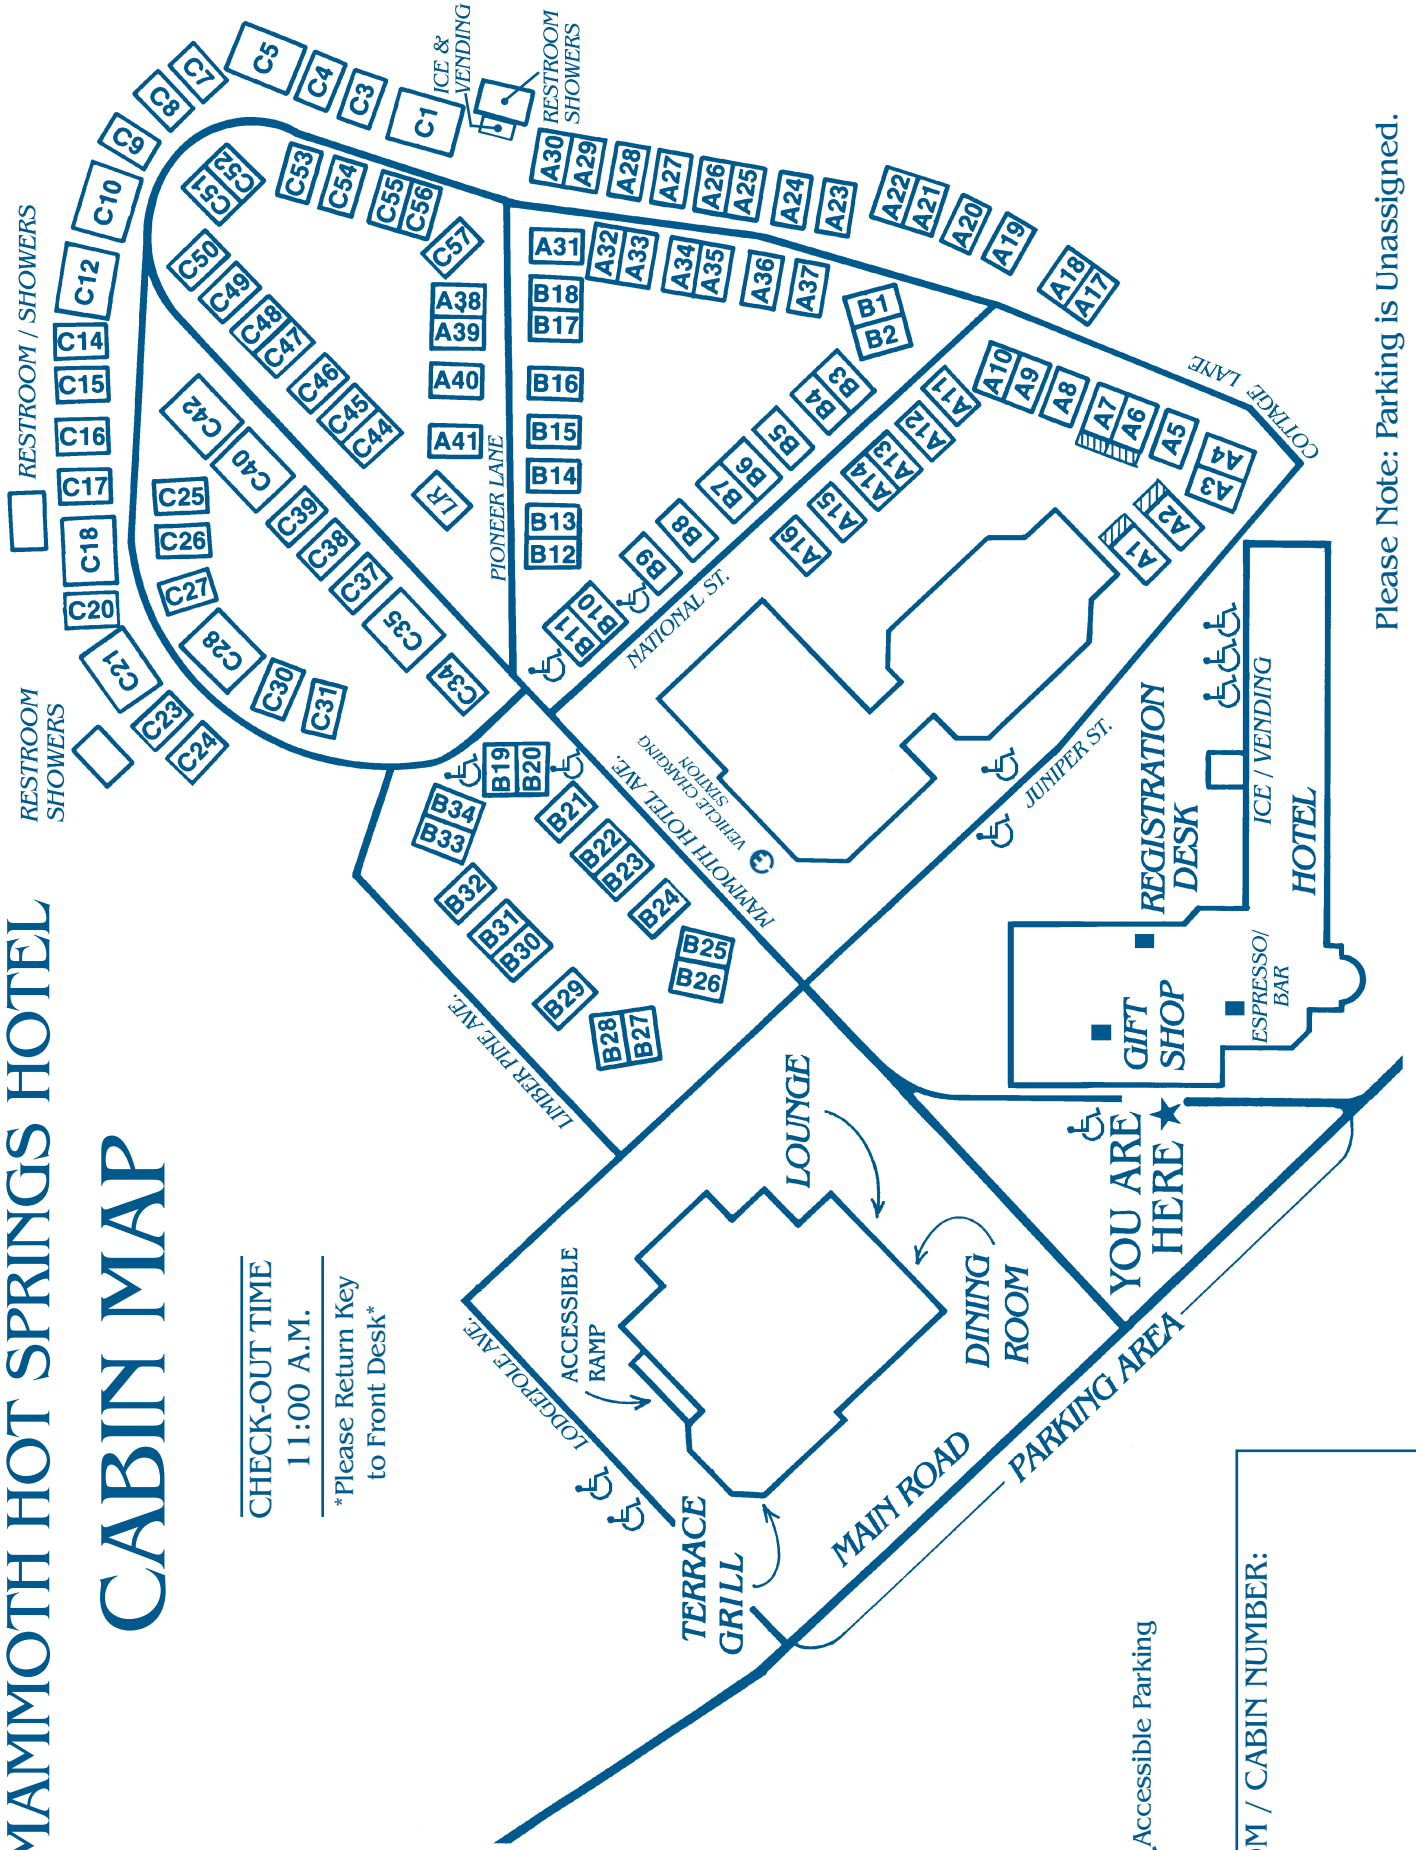 MAMMOTH HOT SPRINGS HOTEL
CABIN MAP
CHECK-OUT TIME
11:00 A.M.
*Please Return Key
to Front Desk*
RESTROOM
SHOWERS
RESTROOM / SHOWERS
ICE &
VENDING
RESTROOM
SHOWERS
C1
C3
C4
C5
C7
C8
C9
C10
C12
C14
C15
C16
C17
C18
C20
C21
C23
C24
C25
C26
C27
C28
C30
C31
C34
C35
C37
C38
C39
C40
C42
C44
C45
C46
C47
C48
C49
C50
C51
C52
C53
C54
C55
C56
C57
A38
A39
A40
A41
LR
PIONEER LANE
A31
B18
B17
B16
B15
B14
B13
B12
A30
A29
A28
A27
A26
A25
A24
A23
A22
A21
A20
A19
A18
A17
A32
A33
A34
A35
A36
A37
B1
B2
B3
B4
B5
B6
B7
B8
B9
B10
B11
NATIONAL ST.
A16
A15
A14
A13
A12
A11
A10
A9
A8
A7
A6
A5
A4
A3
A2
A1
COTTAGE LANE
B19
B20
B21
B22
B23
B24
B25
B26
B27
B28
B29
B30
B31
B32
B33
B34
LIMBER PINE AVE.
MAMMOTH HOTEL AVE.
VEHICLE CHARGING
STATION
JUNIPER ST.
LODGEPOLE AVE.
ACCESSIBLE
RAMP
LOUNGE
DINING
ROOM
TERRACE
GRILL
MAIN ROAD
PARKING AREA
YOU ARE
HERE
GIFT
SHOP
REGISTRATION
DESK
ESPRESSO/
BAR
ICE / VENDING
HOTEL
Accessible Parking
OM / CABIN NUMBER:
Please Note: Parking is Unassigned.